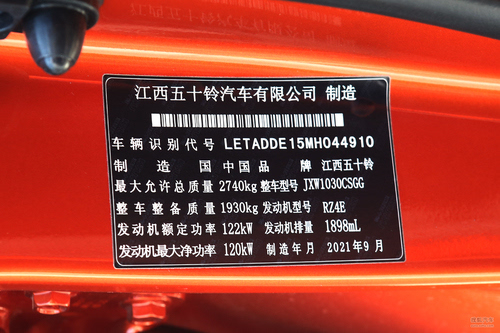 江西五十铃汽车有限公司 制造
车辆识别代号 LETADDE15MH044910
制造国 中国 品牌 江西五十铃
最大允许总质量 2740kg 整车型号 JXW1030CSGG
整车整备质量 1930kg 发动机型号 RZ4E
发动机额定功率 122kW 发动机排量 1898mL
发动机最大净功率 120kW 制造年月 2021年9月